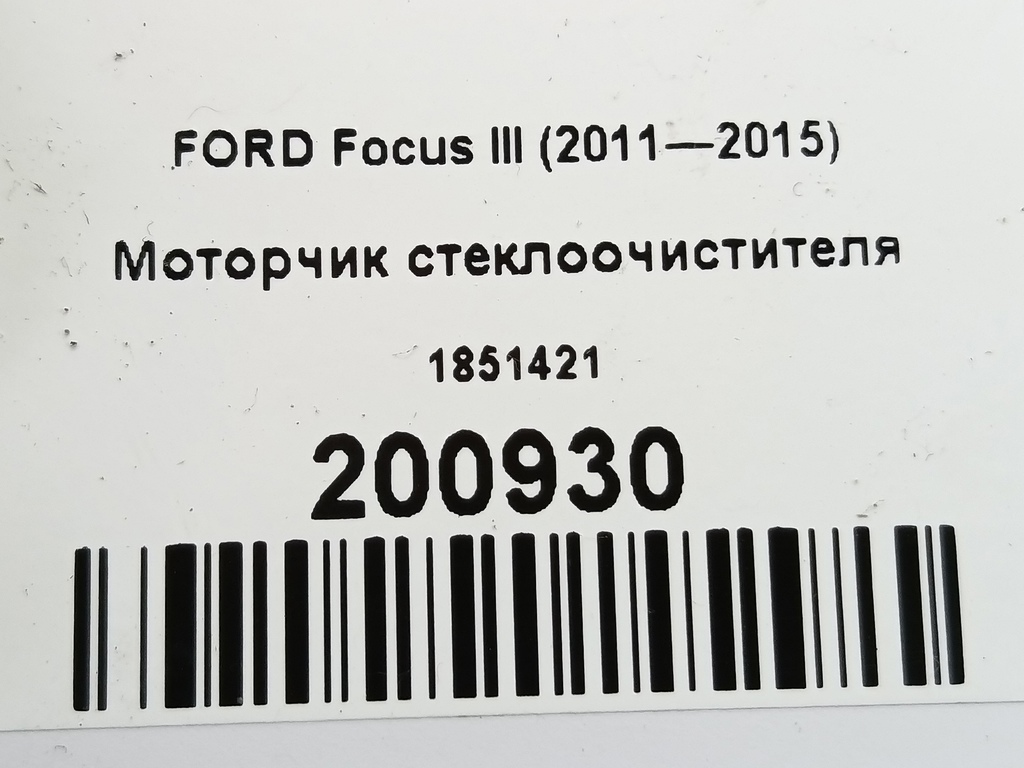 FORD Focus III (2011—2015)
Моторчик стеклоочистителя
1851421
200930